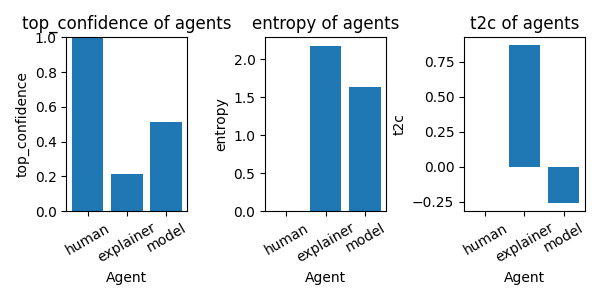 top_confidence of agents
top_confidence
1.0
0.8
0.6
0.4
0.2
0.0
human
explainer
model
Agent
entropy of agents
entropy
2.0
1.5
1.0
0.5
0.0
human
explainer
model
Agent
t2c of agents
t2c
0.75
0.50
0.25
0.00
−0.25
human
explainer
model
Agent